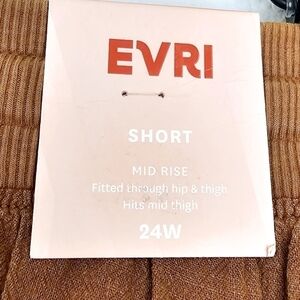 EVRI
SHORT
MID RISE
Fitted through hip & thigh
Hits mid thigh
24W